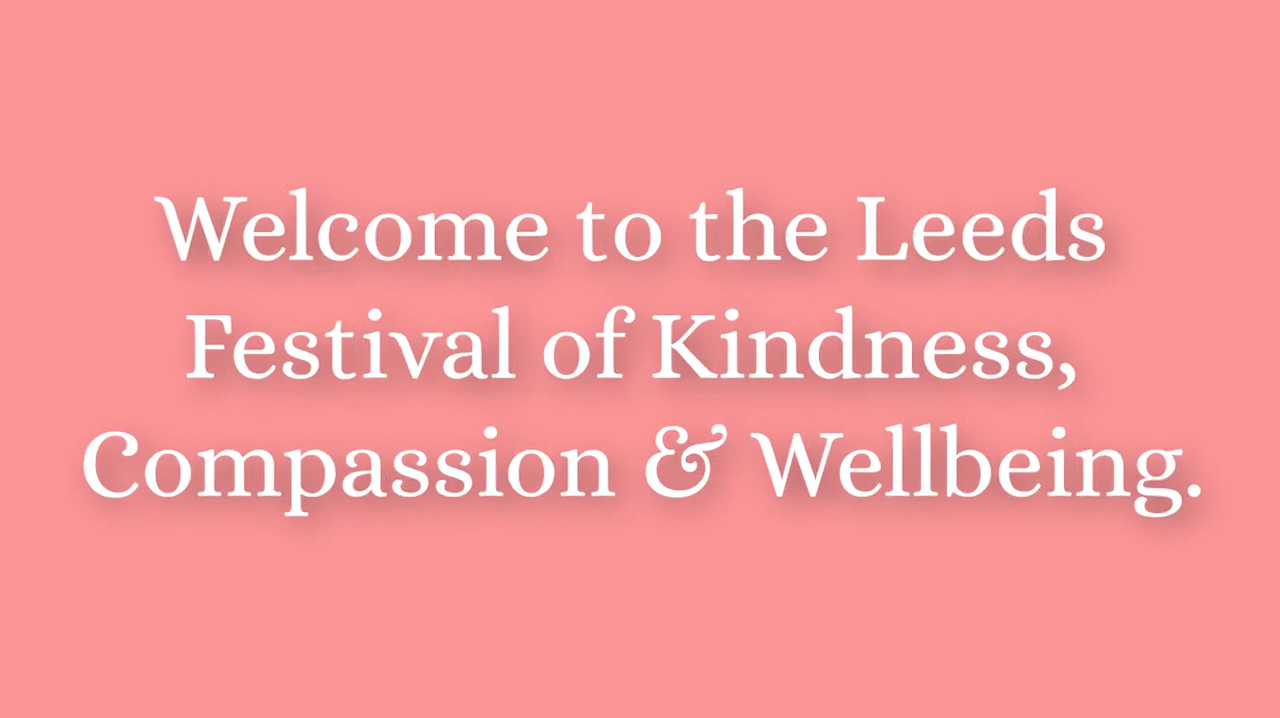 Welcome to the Leeds
Festival of Kindness,
Compassion & Wellbeing.